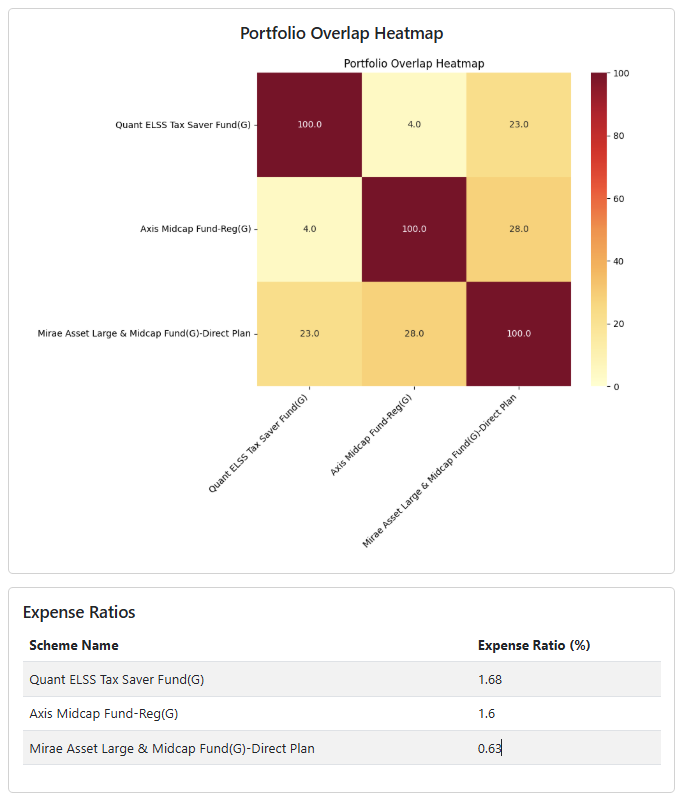 Portfolio Overlap Heatmap
Portfolio Overlap Heatmap
Quant ELSS Tax Saver Fund(G)
100.0 4.0 23.0
Axis Midcap Fund-Reg(G)
4.0 100.0 28.0
Mirae Asset Large & Midcap Fund(G)-Direct Plan
23.0 28.0 100.0
100
80
60
40
20
0
Quant ELSS Tax Saver Fund(G)
Axis Midcap Fund-Reg(G)
Mirae Asset Large & Midcap Fund(G)-Direct Plan
Expense Ratios
Scheme Name Expense Ratio (%)
Quant ELSS Tax Saver Fund(G) 1.68
Axis Midcap Fund-Reg(G) 1.6
Mirae Asset Large & Midcap Fund(G)-Direct Plan 0.63